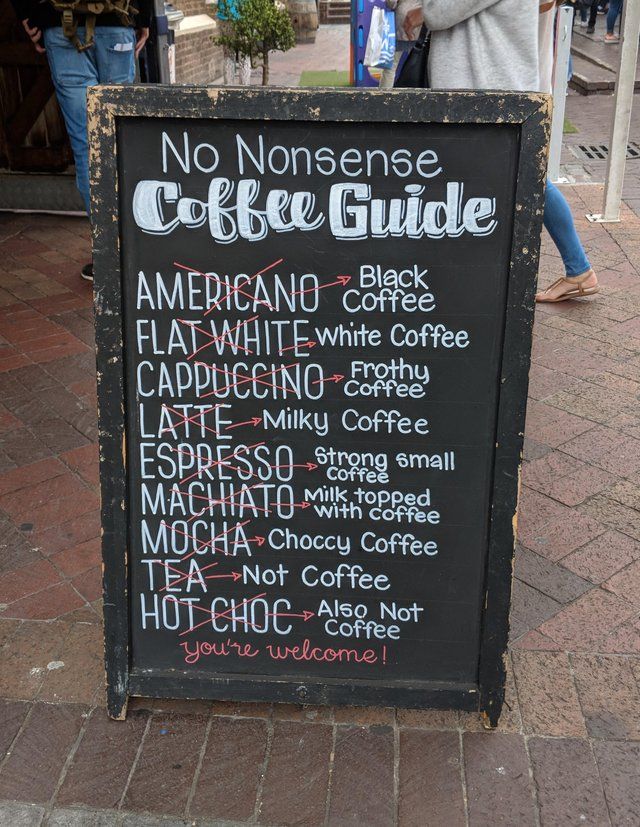 No Nonsense
Coffee Guide
AMERICANO → Black
Coffee
FLAT WHITE → White Coffee
CAPPUCCINO → Frothy
Coffee
LATTE → Milky Coffee
ESPRESSO → Strong small
Coffee
MACHIATO → Milk topped
with coffee
MOCHA → Choccy Coffee
TEA → Not Coffee
HOT CHOC → Also Not
Coffee
you're welcome!